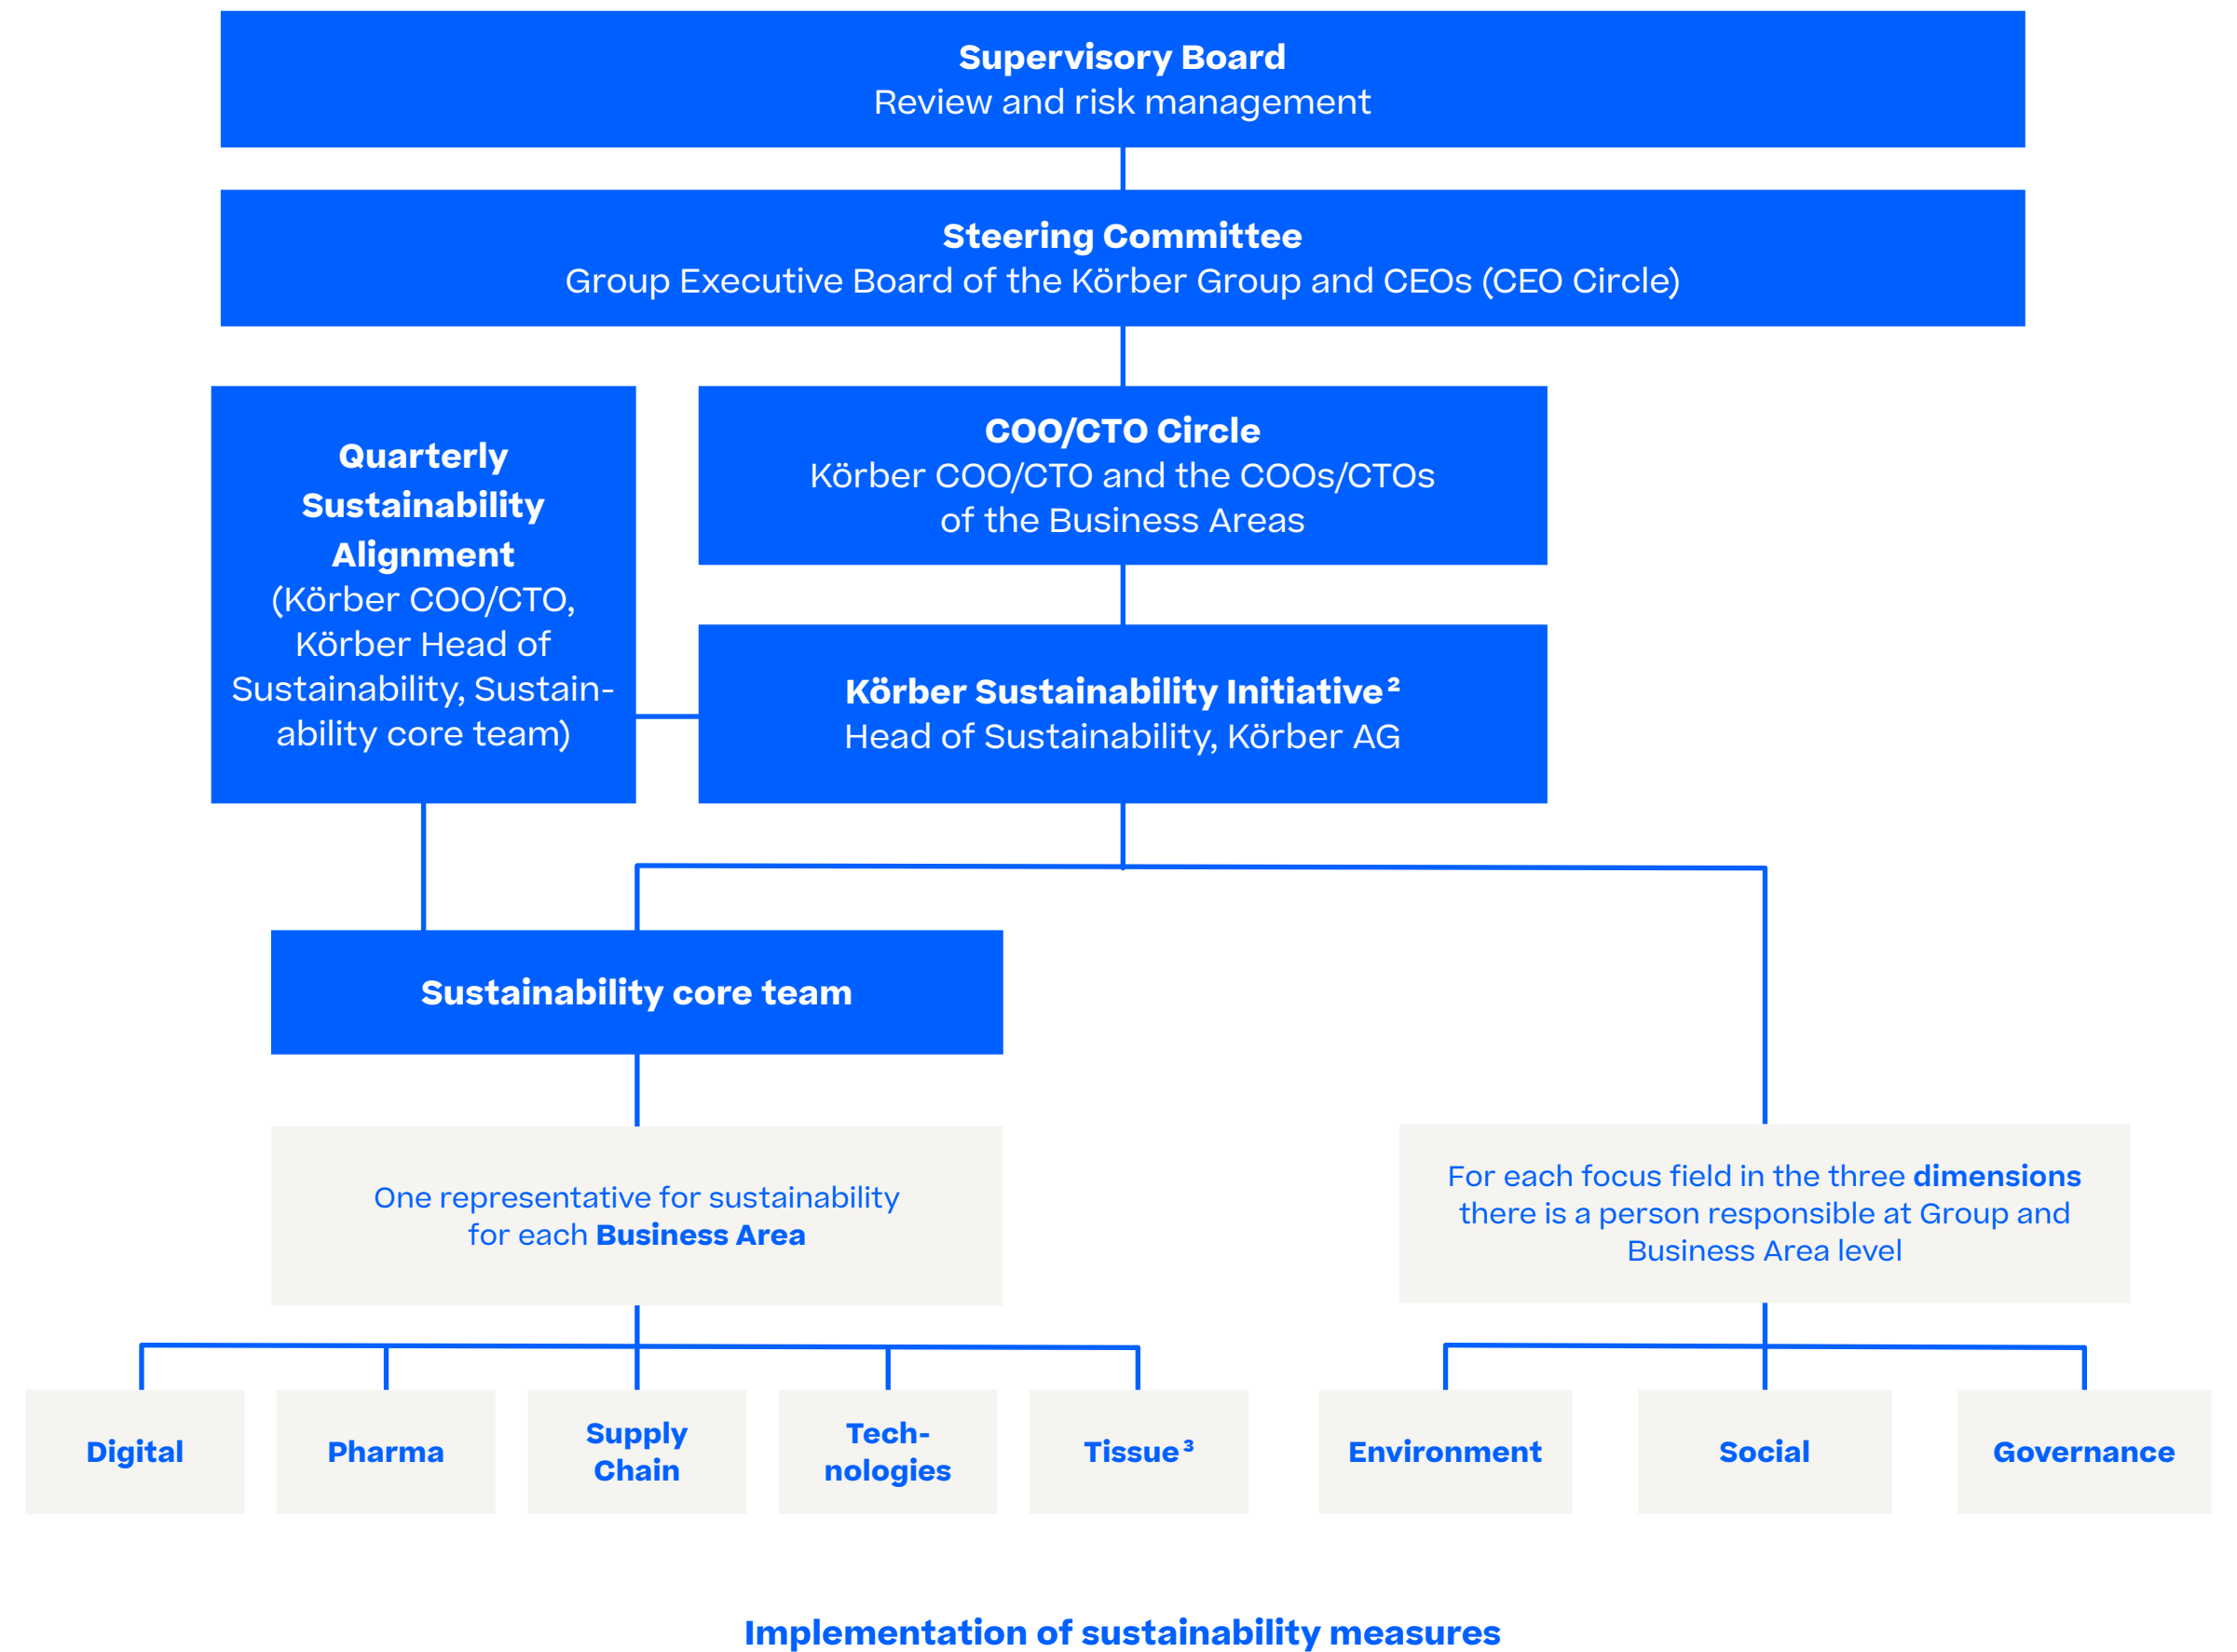 Supervisory Board
Review and risk management
Steering Committee
Group Executive Board of the Körber Group and CEOs (CEO Circle)
Quarterly
Sustainability
Alignment
(Körber COO/CTO,
Körber Head of
Sustainability, Sustain-
ability core team)
COO/CTO Circle
Körber COO/CTO and the COOs/CTOs
of the Business Areas
Körber Sustainability Initiative²
Head of Sustainability, Körber AG
Sustainability core team
One representative for sustainability
for each Business Area
For each focus field in the three dimensions
there is a person responsible at Group and
Business Area level
Digital
Pharma
Supply
Chain
Tech-
nologies
Tissue³
Environment
Social
Governance
Implementation of sustainability measures